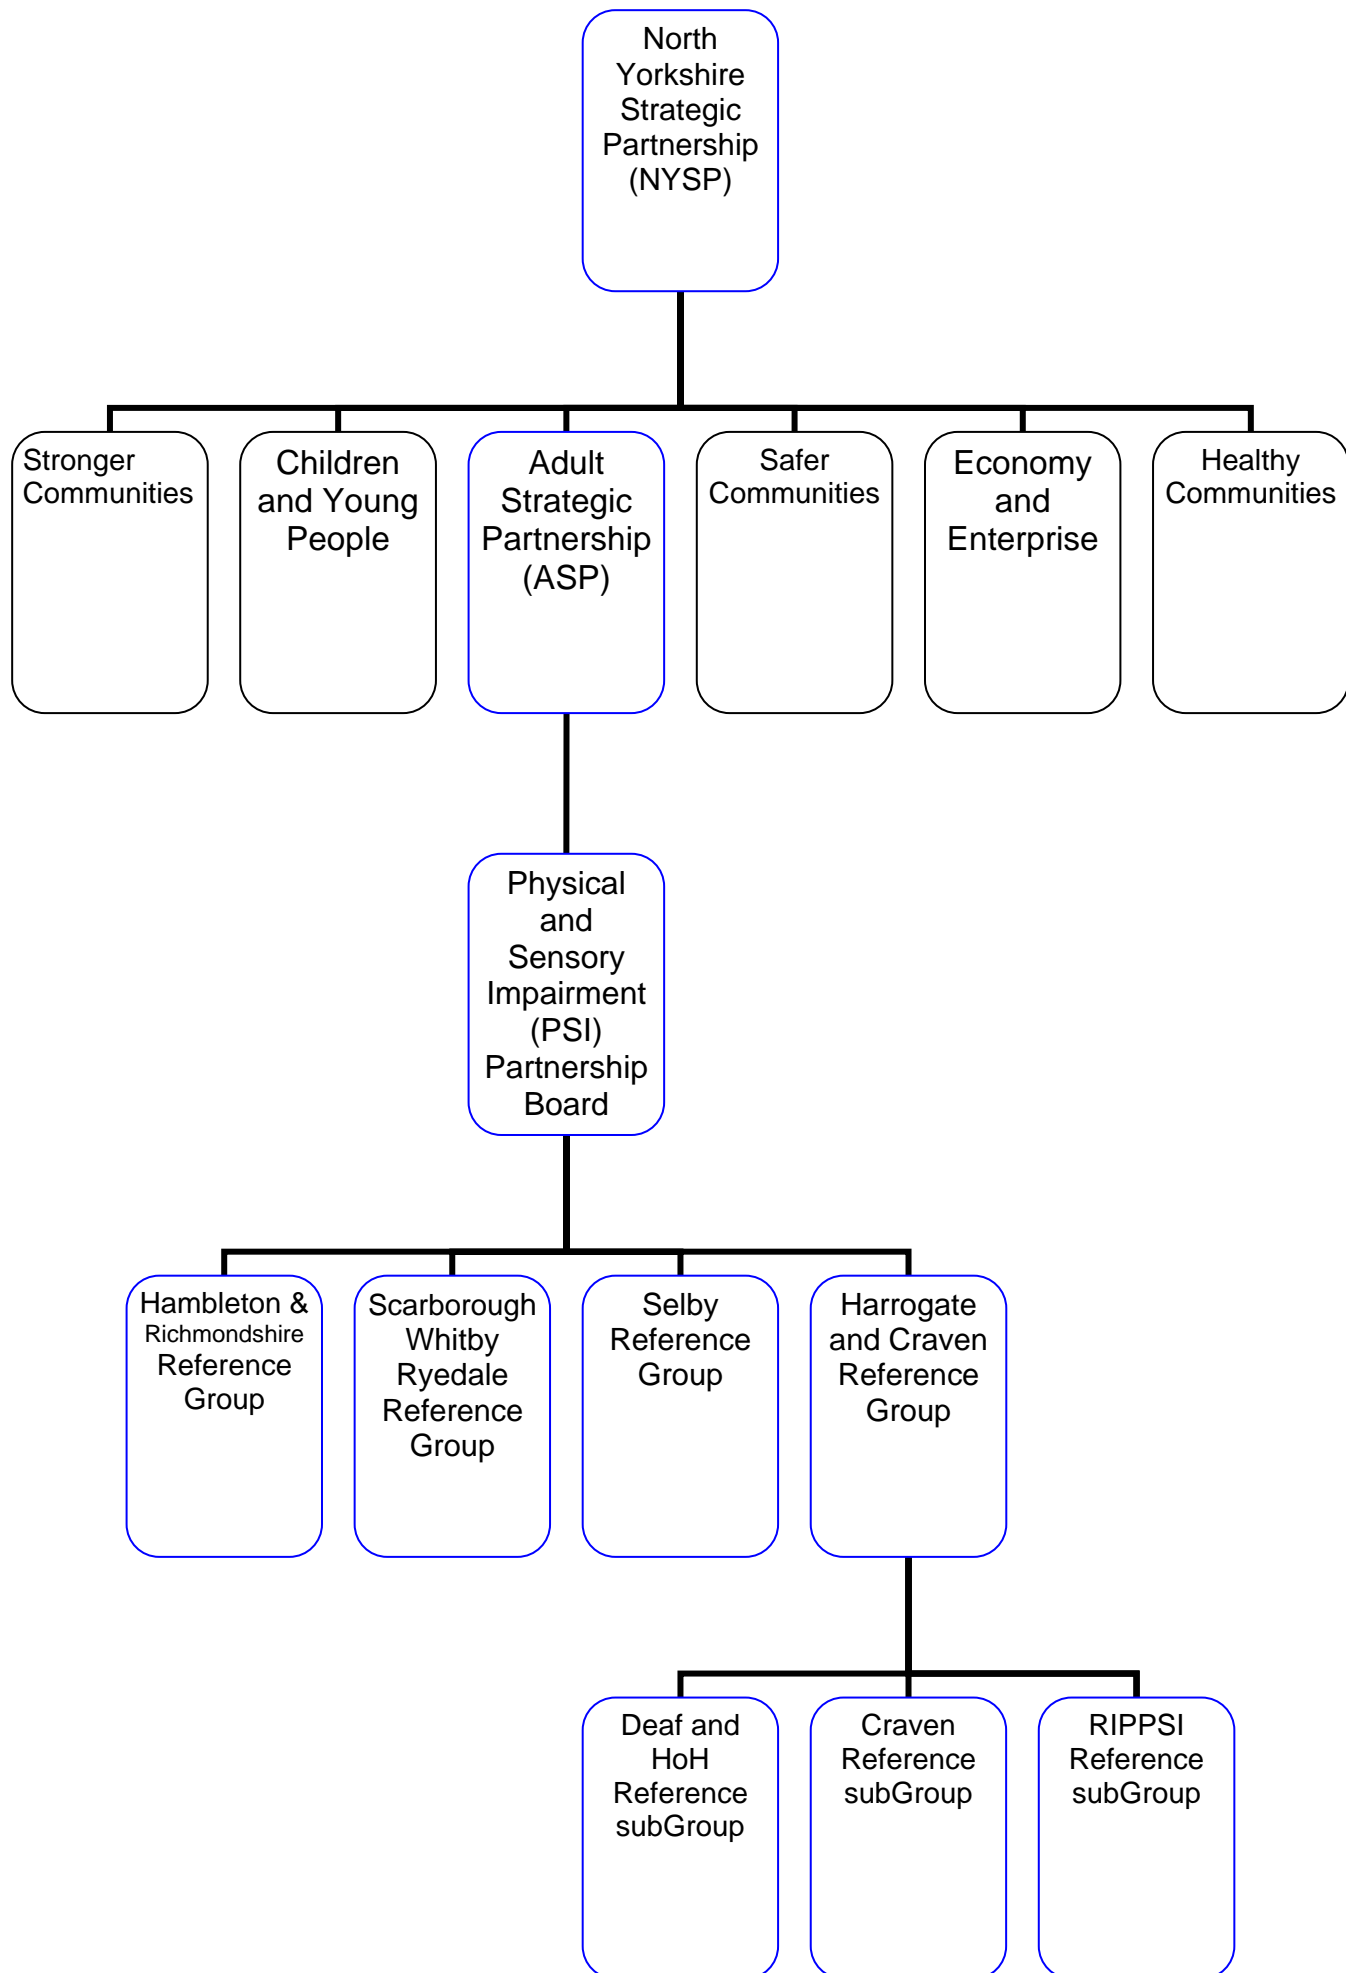 North
Yorkshire
Strategic
Partnership
(NYSP)
Stronger
Communities
Children
and Young
People
Adult
Strategic
Partnership
(ASP)
Safer
Communities
Economy
and
Enterprise
Healthy
Communities
Physical
and
Sensory
Impairment
(PSI)
Partnership
Board
Hambleton &
Richmondshire
Reference
Group
Scarborough
Whitby
Ryedale
Reference
Group
Selby
Reference
Group
Harrogate
and Craven
Reference
Group
Deaf and
HoH
Reference
subGroup
Craven
Reference
subGroup
RIPPSI
Reference
subGroup